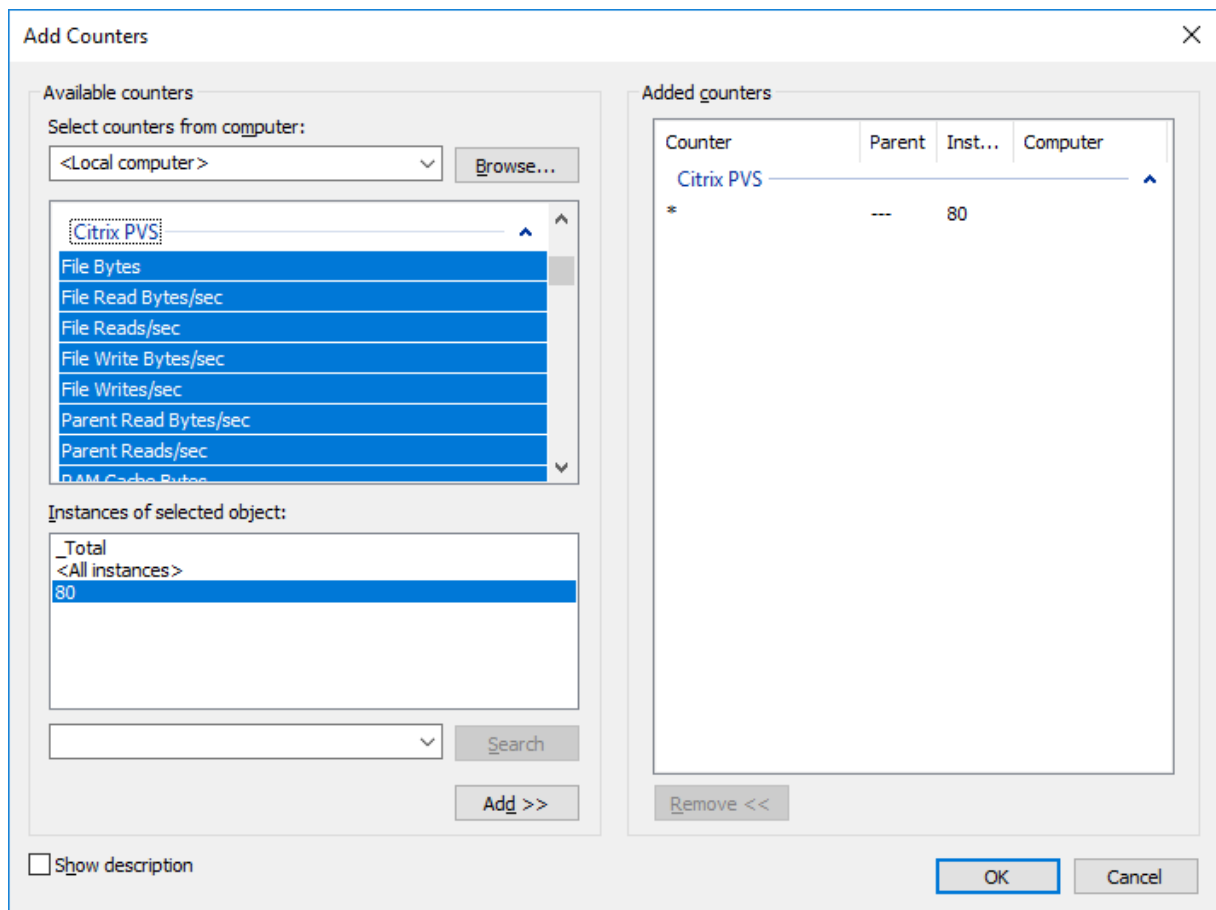 Add Counters
Available counters
Select counters from computer:
<Local computer>
Browse...
Citrix PVS
File Bytes
File Read Bytes/sec
File Reads/sec
File Write Bytes/sec
File Writes/sec
Parent Read Bytes/sec
Parent Reads/sec
RAM Cache Bytes
Instances of selected object:
_Total
<All instances>
80
Search
Add >>
Show description
Added counters
Counter Parent Inst... Computer
Citrix PVS
* --- 80
Remove <<
OK Cancel